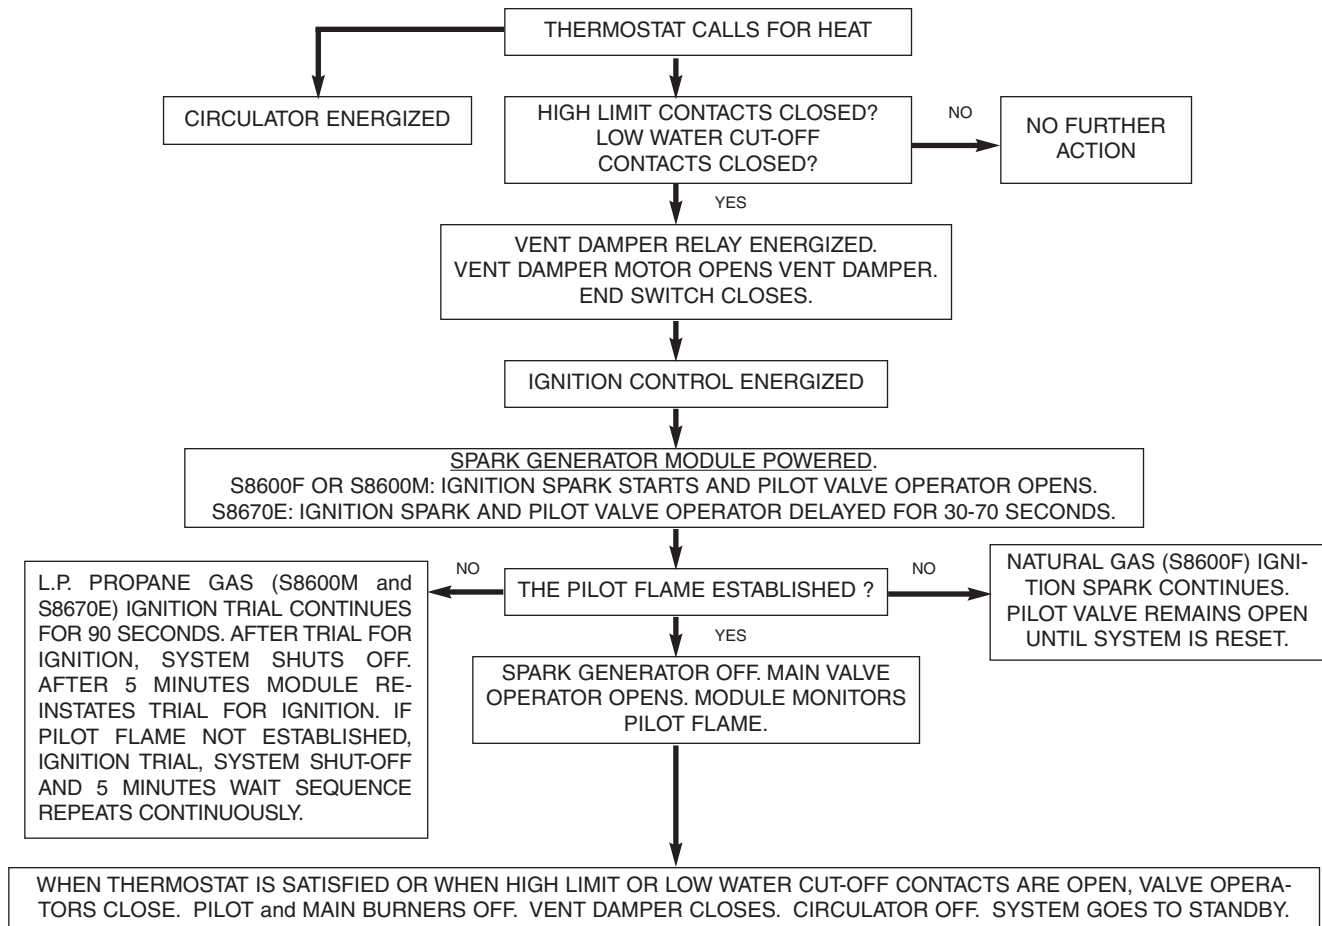 THERMOSTAT CALLS FOR HEAT
CIRCULATOR ENERGIZED
HIGH LIMIT CONTACTS CLOSED?
LOW WATER CUT-OFF
CONTACTS CLOSED?
NO
NO FURTHER
ACTION
YES
VENT DAMPER RELAY ENERGIZED.
VENT DAMPER MOTOR OPENS VENT DAMPER.
END SWITCH CLOSES.
IGNITION CONTROL ENERGIZED
SPARK GENERATOR MODULE POWERED.
S8600F OR S8600M: IGNITION SPARK STARTS AND PILOT VALVE OPERATOR OPENS.
S8670E: IGNITION SPARK AND PILOT VALVE OPERATOR DELAYED FOR 30-70 SECONDS.
THE PILOT FLAME ESTABLISHED ?
NO
L.P. PROPANE GAS (S8600M and
S8670E) IGNITION TRIAL CONTINUES
FOR 90 SECONDS. AFTER TRIAL FOR
IGNITION, SYSTEM SHUTS OFF.
AFTER 5 MINUTES MODULE RE-
INSTATES TRIAL FOR IGNITION. IF
PILOT FLAME NOT ESTABLISHED,
IGNITION TRIAL, SYSTEM SHUT-OFF
AND 5 MINUTES WAIT SEQUENCE
REPEATS CONTINUOUSLY.
NO
NATURAL GAS (S8600F) IGNI-
TION SPARK CONTINUES.
PILOT VALVE REMAINS OPEN
UNTIL SYSTEM IS RESET.
YES
SPARK GENERATOR OFF. MAIN VALVE
OPERATOR OPENS. MODULE MONITORS
PILOT FLAME.
WHEN THERMOSTAT IS SATISFIED OR WHEN HIGH LIMIT OR LOW WATER CUT-OFF CONTACTS ARE OPEN, VALVE OPERA-
TORS CLOSE. PILOT and MAIN BURNERS OFF. VENT DAMPER CLOSES. CIRCULATOR OFF. SYSTEM GOES TO STANDBY.